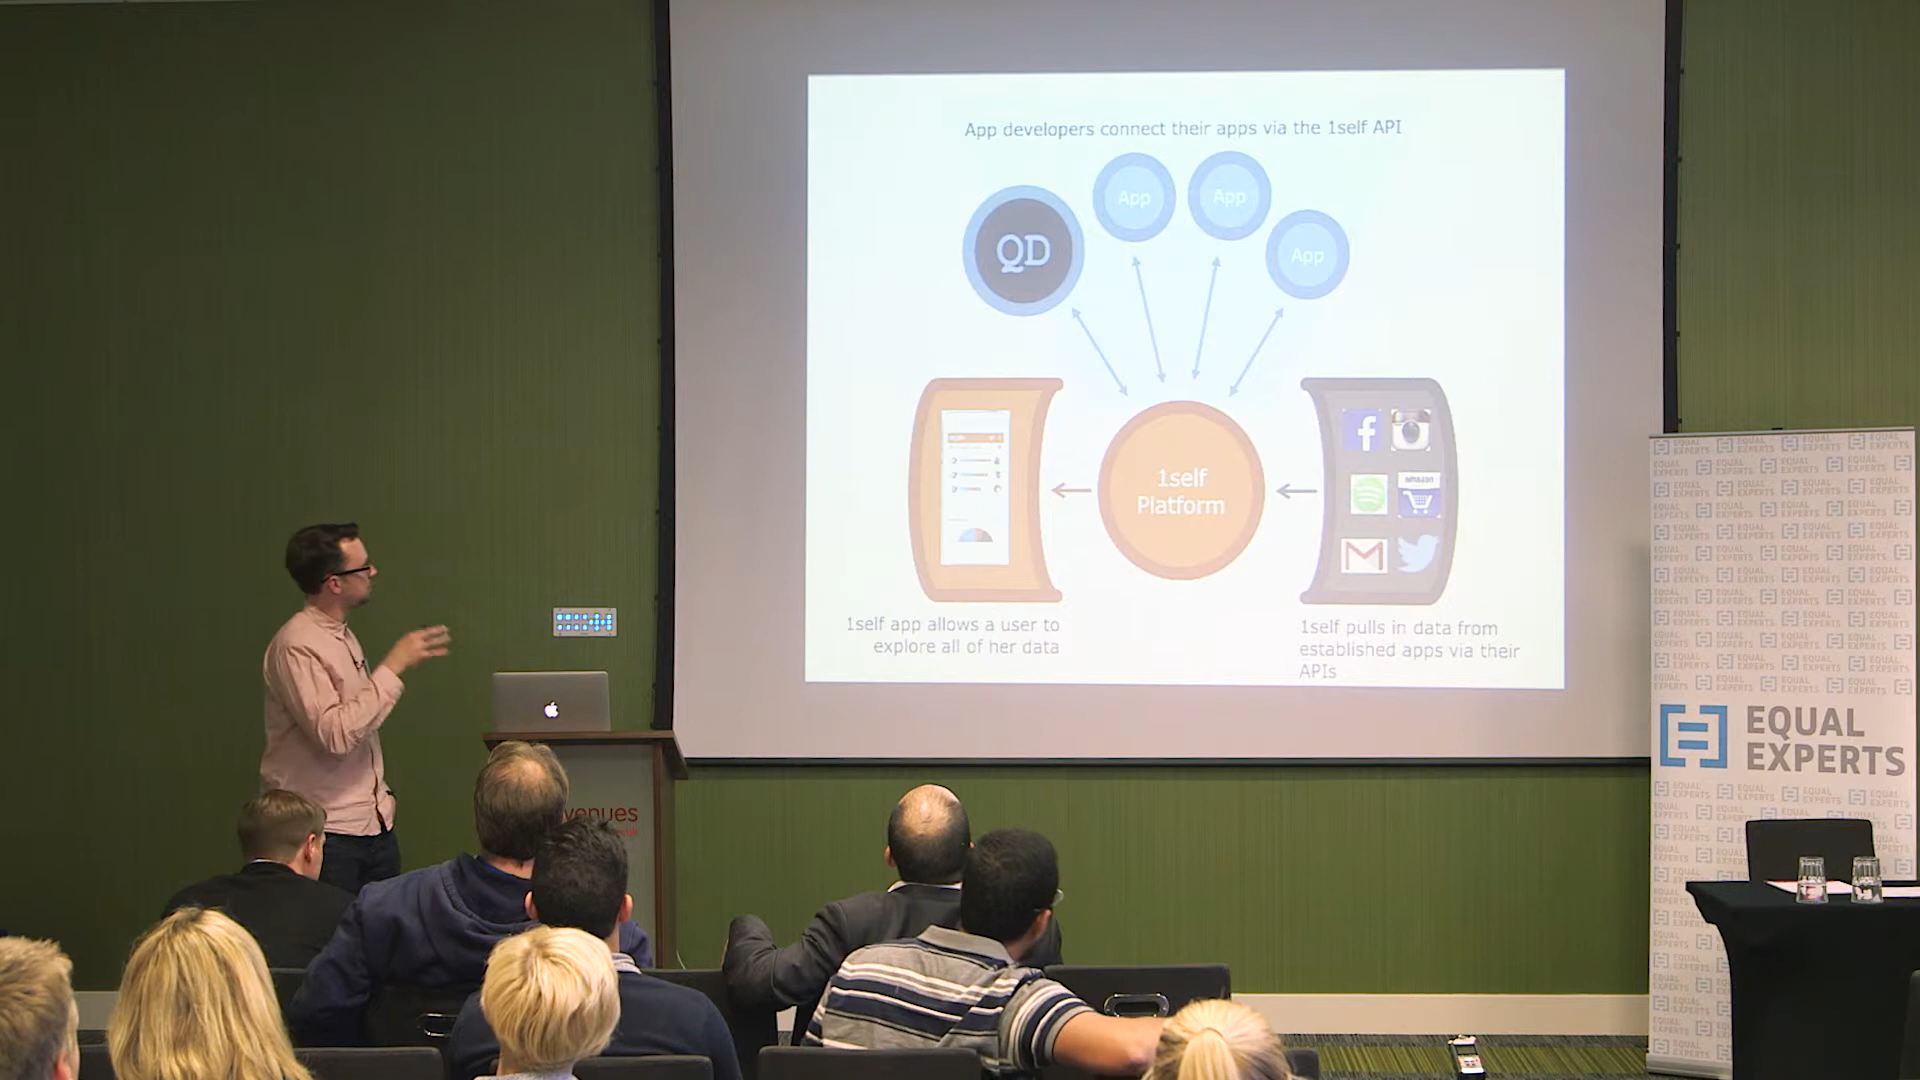 App developers connect their apps via the 1self API
App
App
QD
App
1self
Platform
amazon
1self app allows a user to
explore all of her data
1self pulls in data from
established apps via their
APIs
EQUAL
EXPERTS
venues